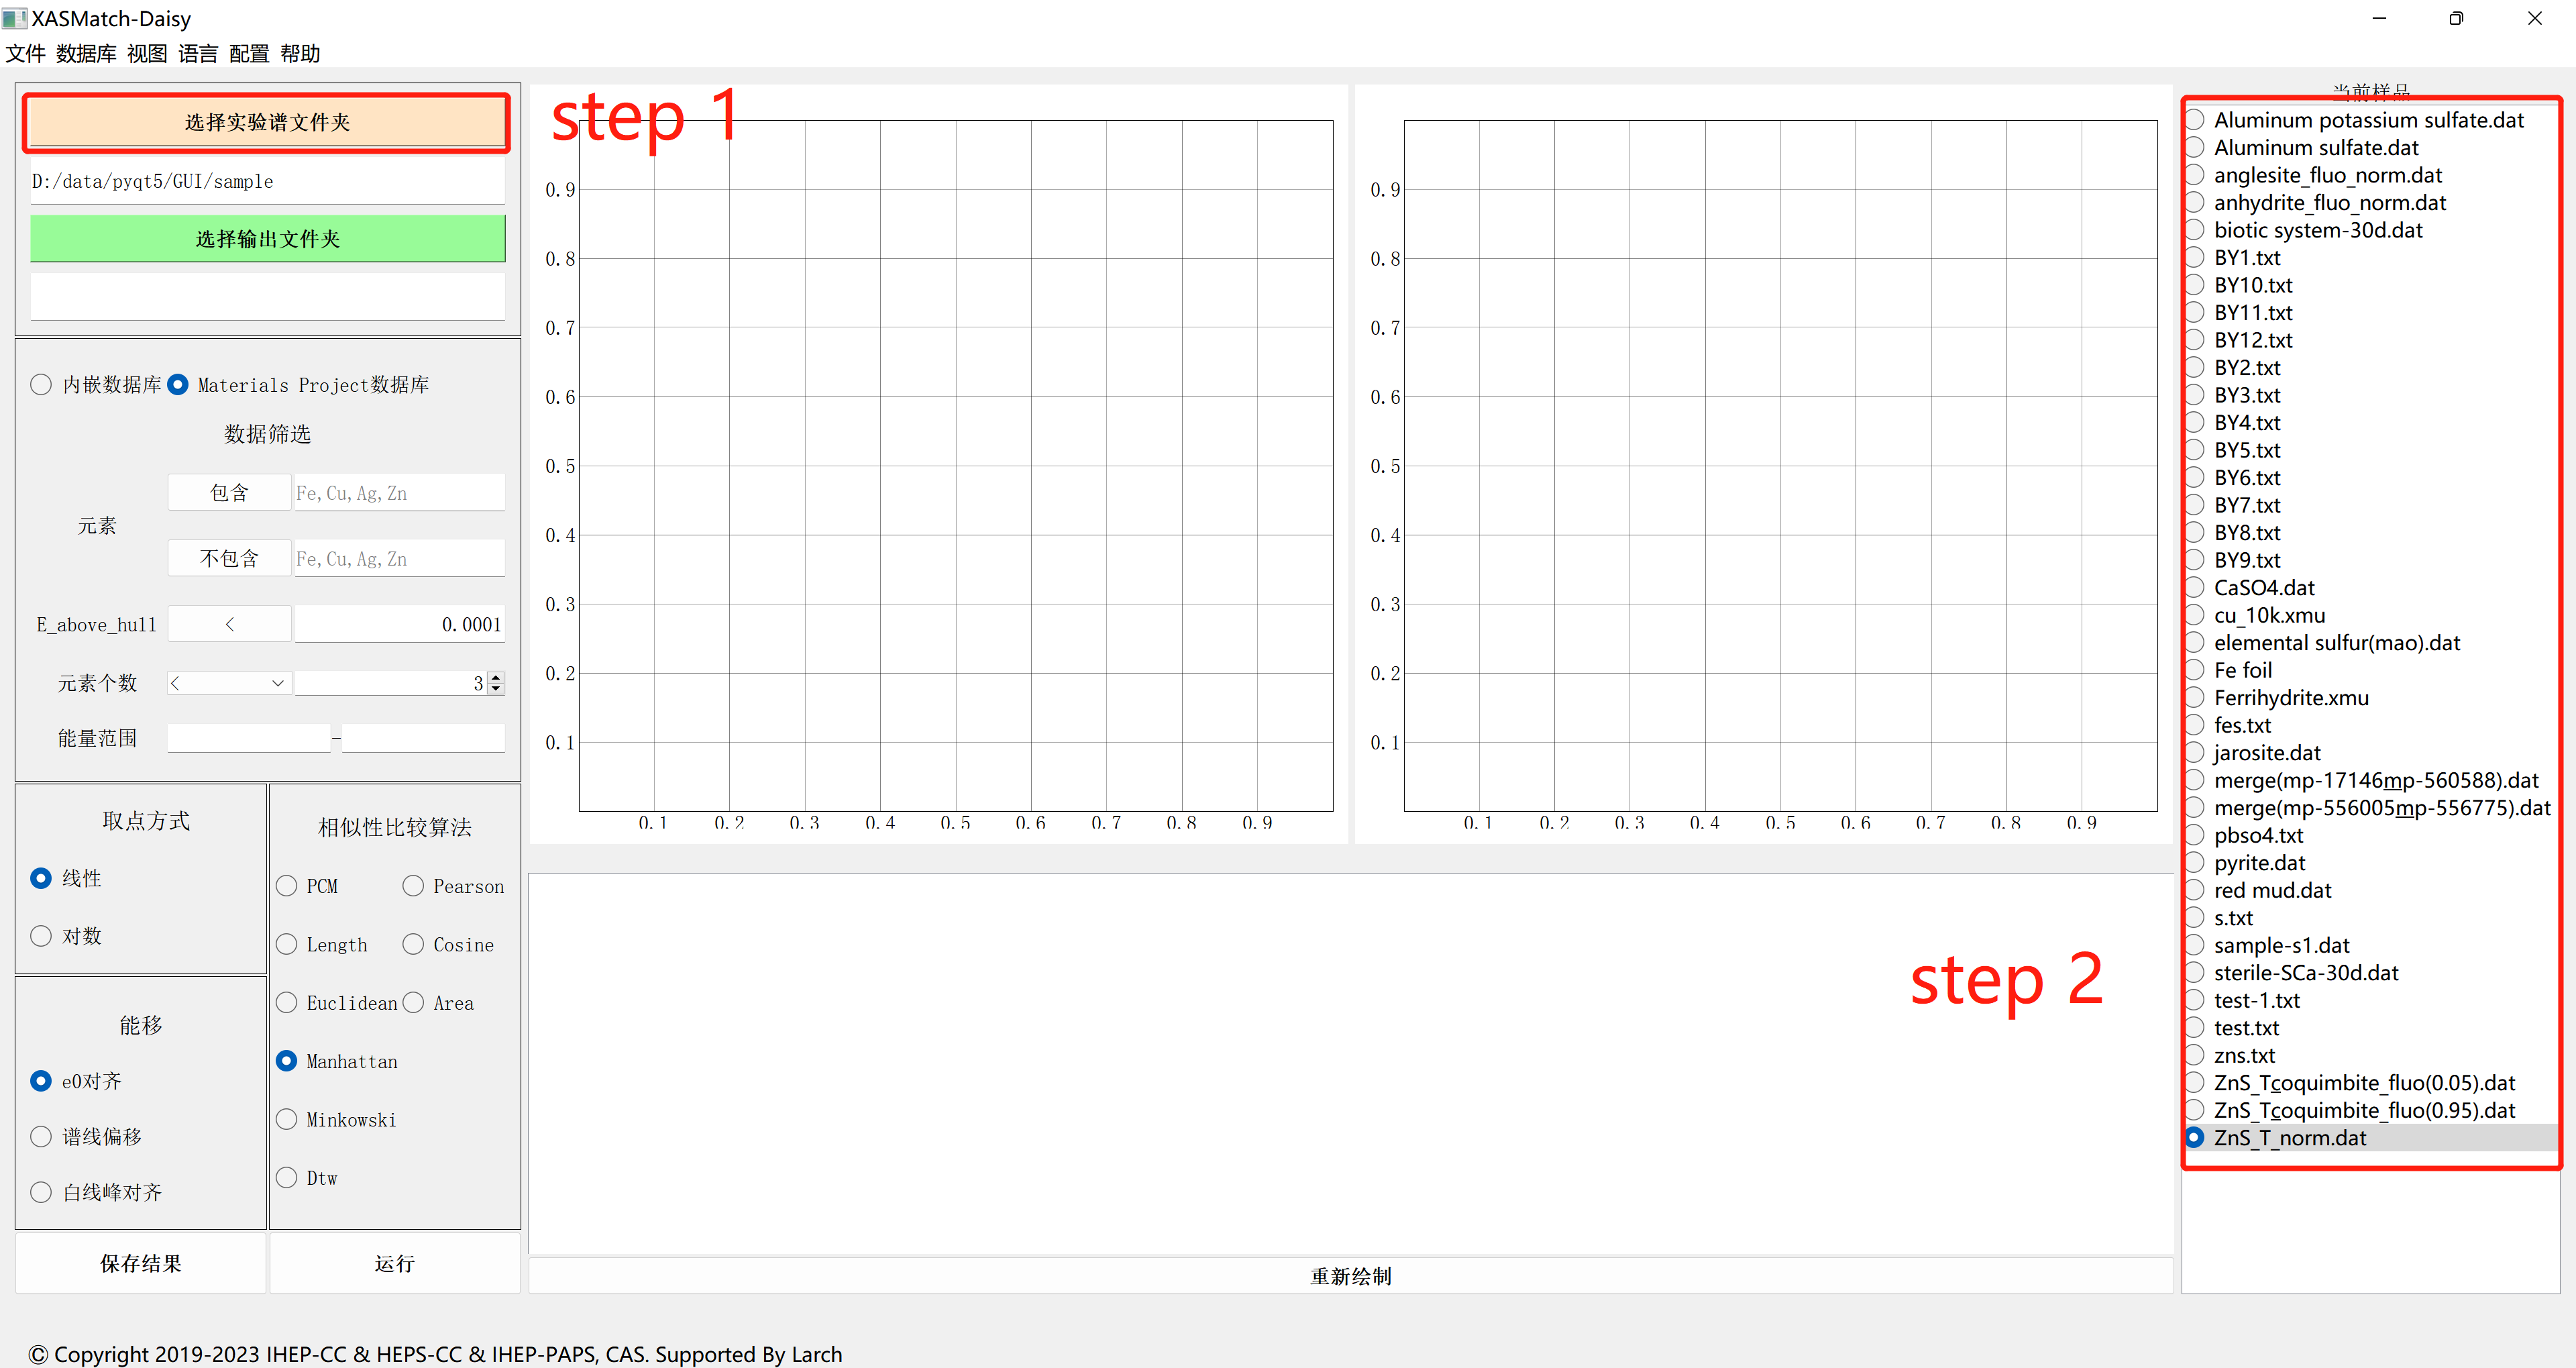 XASMatch-Daisy
文件 数据库 视图 语言 配置 帮助
选择实验谱文件夹
D:/data/pyqt5/GUI/sample
选择输出文件夹
内嵌数据库 Materials Project数据库
数据筛选
元素
包含 Fe,Cu,Ag,Zn
不包含 Fe,Cu,Ag,Zn
E_above_hull < 0.0001
元素个数 < 3
能量范围 -
取点方式
线性
对数
能移
e0对齐
谱线偏移
白线峰对齐
相似性比较算法
PCM Pearson
Length Cosine
Euclidean Area
Manhattan
Minkowski
Dtw
保存结果 运行
step 1
0.9
0.8
0.7
0.6
0.5
0.4
0.3
0.2
0.1
0.1 0.2 0.3 0.4 0.5 0.6 0.7 0.8 0.9
0.9
0.8
0.7
0.6
0.5
0.4
0.3
0.2
0.1
0.1 0.2 0.3 0.4 0.5 0.6 0.7 0.8 0.9
step 2
重新绘制
当前样品
Aluminum potassium sulfate.dat
Aluminum sulfate.dat
anglesite_fluo_norm.dat
anhydrite_fluo_norm.dat
biotic system-30d.dat
BY1.txt
BY10.txt
BY11.txt
BY12.txt
BY2.txt
BY3.txt
BY4.txt
BY5.txt
BY6.txt
BY7.txt
BY8.txt
BY9.txt
CaSO4.dat
cu_10k.xmu
elemental sulfur(mao).dat
Fe foil
Ferrihydrite.xmu
fes.txt
jarosite.dat
merge(mp-17146mp-560588).dat
merge(mp-556005mp-556775).dat
pbso4.txt
pyrite.dat
red mud.dat
s.txt
sample-s1.dat
sterile-SCa-30d.dat
test-1.txt
test.txt
zns.txt
ZnS_Tcoquimbite_fluo(0.05).dat
ZnS_Tcoquimbite_fluo(0.95).dat
ZnS_T_norm.dat
© Copyright 2019-2023 IHEP-CC & HEPS-CC & IHEP-PAPS, CAS. Supported By Larch